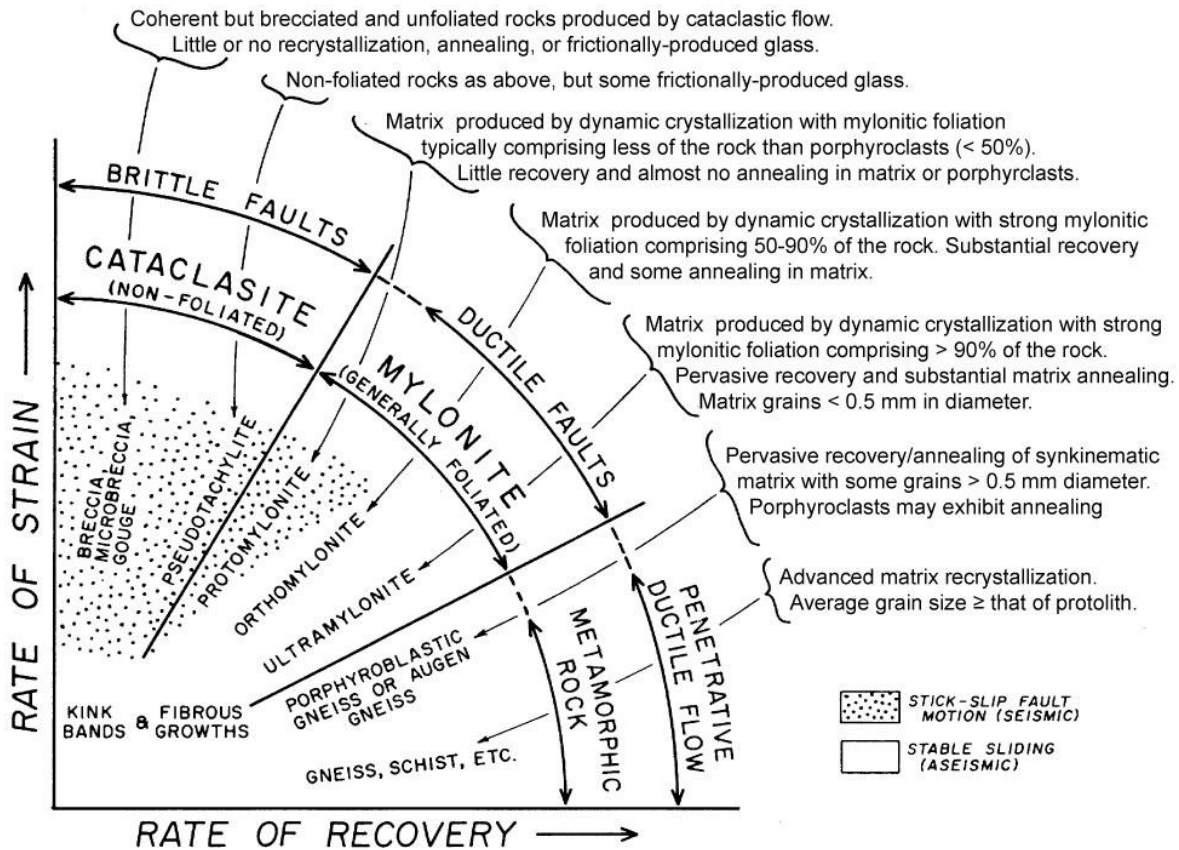 Coherent but brecciated and unfoliated rocks produced by cataclastic flow.
Little or no recrystallization, annealing, or frictionally-produced glass.
Non-foliated rocks as above, but some frictionally-produced glass.
Matrix produced by dynamic crystallization with mylonitic foliation
typically comprising less of the rock than porphyroclasts (< 50%).
Little recovery and almost no annealing in matrix or porphyrclasts.
Matrix produced by dynamic crystallization with strong mylonitic
foliation comprising 50-90% of the rock. Substantial recovery
and some annealing in matrix.
Matrix produced by dynamic crystallization with strong
mylonitic foliation comprising > 90% of the rock.
Pervasive recovery and substantial matrix annealing.
Matrix grains < 0.5 mm in diameter.
Pervasive recovery/annealing of synkinematic
matrix with some grains > 0.5 mm diameter.
Porphyroclasts may exhibit annealing
Advanced matrix recrystallization.
Average grain size ≥ that of protolith.
BRITTLE FAULTS
CATACLASITE
(NON-FOLIATED)
DUCTILE FAULTS
MYLONITE
(GENERALLY FOLIATED)
PENETRATIVE
DUCTILE FLOW
METAMORPHIC
ROCK
BRECCIA
MICROBRECCIA
GOUGE
PSEUDOTACHYLITE
PROTOMYLONITE
ORTHOMYLONITE
ULTRAMYLONITE
PORPHYROBLASTIC
GNEISS OR AUGEN
GNEISS
GNEISS, SCHIST, ETC.
KINK
BANDS & FIBROUS
GROWTHS
RATE OF STRAIN
RATE OF RECOVERY
STICK-SLIP FAULT
MOTION (SEISMIC)
STABLE SLIDING
(ASEISMIC)